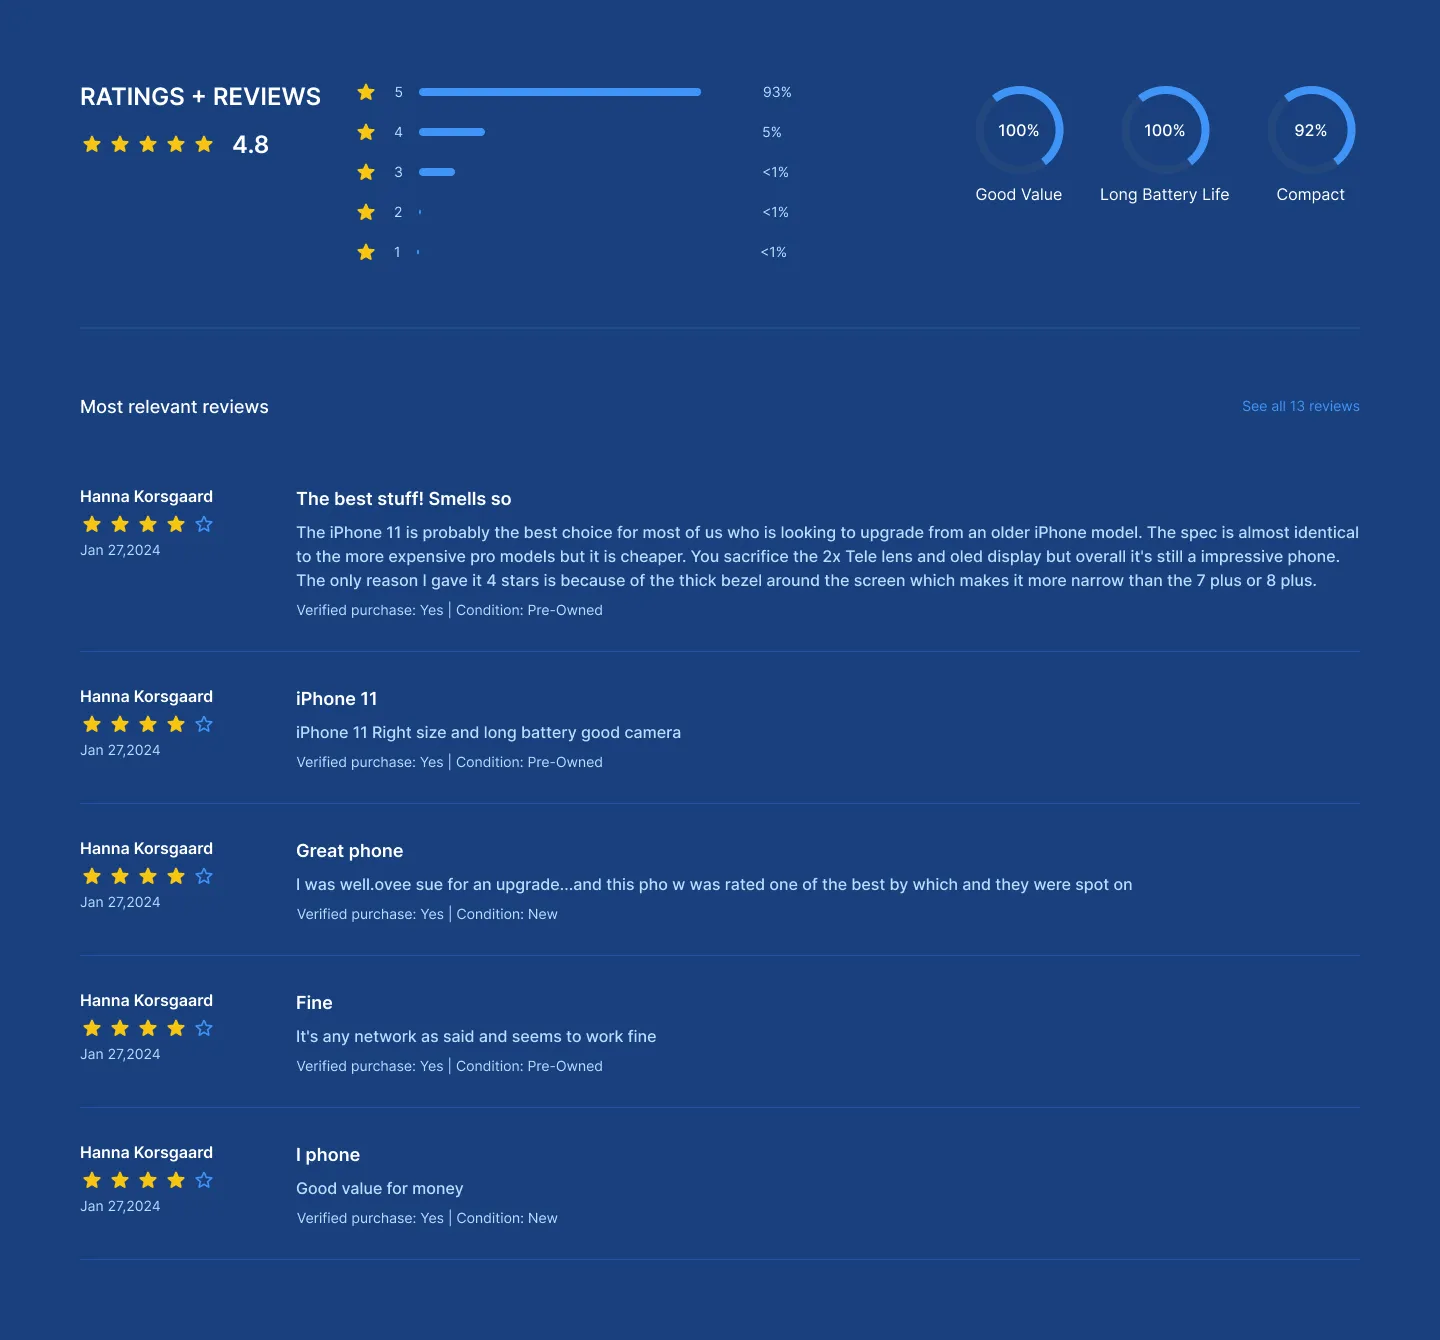 RATINGS + REVIEWS
4.8
5 93%
4 5%
3 <1%
2 <1%
1 <1%
100%
Good Value
100%
Long Battery Life
92%
Compact
Most relevant reviews
See all 13 reviews
Hanna Korsgaard
Jan 27,2024
The best stuff! Smells so
The iPhone 11 is probably the best choice for most of us who is looking to upgrade from an older iPhone model. The spec is almost identical
to the more expensive pro models but it is cheaper. You sacrifice the 2x Tele lens and oled display but overall it's still a impressive phone.
The only reason I gave it 4 stars is because of the thick bezel around the screen which makes it more narrow than the 7 plus or 8 plus.
Verified purchase: Yes | Condition: Pre-Owned
Hanna Korsgaard
Jan 27,2024
iPhone 11
iPhone 11 Right size and long battery good camera
Verified purchase: Yes | Condition: Pre-Owned
Hanna Korsgaard
Jan 27,2024
Great phone
I was well.ovee sue for an upgrade...and this pho w was rated one of the best by which and they were spot on
Verified purchase: Yes | Condition: New
Hanna Korsgaard
Jan 27,2024
Fine
It's any network as said and seems to work fine
Verified purchase: Yes | Condition: Pre-Owned
Hanna Korsgaard
Jan 27,2024
I phone
Good value for money
Verified purchase: Yes | Condition: New